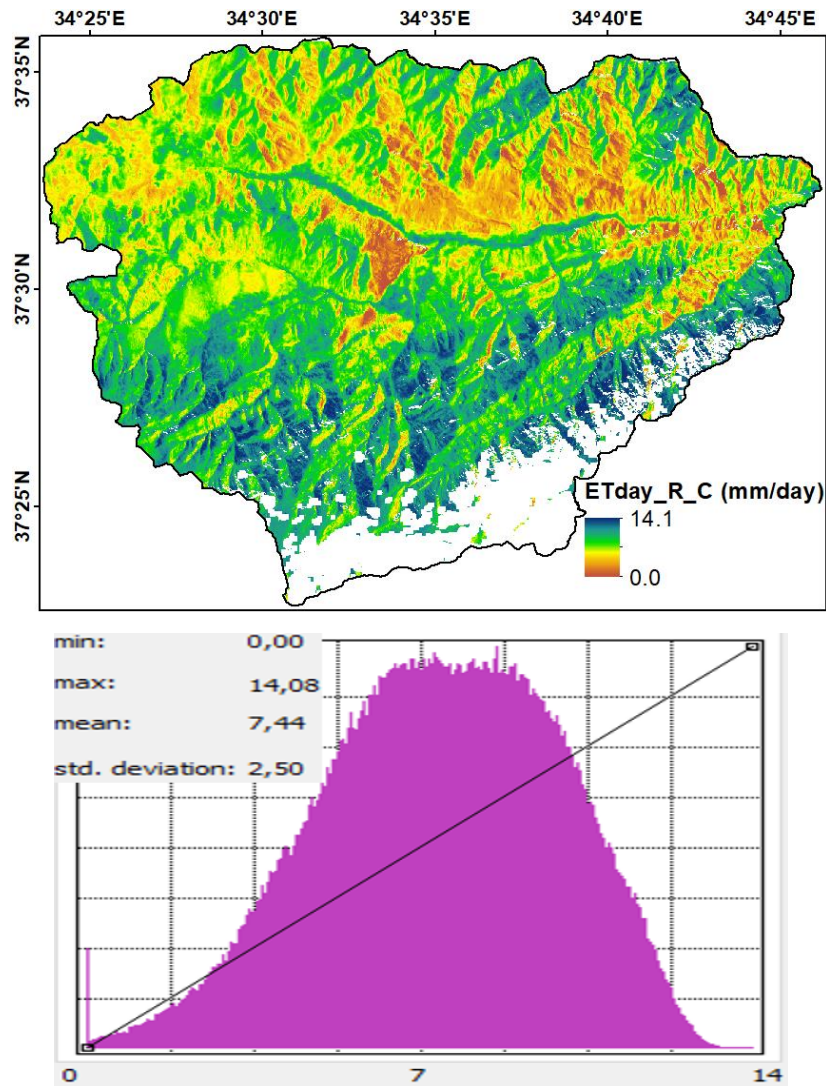 34°25'E 34°30'E 34°35'E 34°40'E 34°45'E
37°35'N
37°30'N
37°25'N
ETday_R_C (mm/day)
14.1
0.0
min: 0,00
max: 14,08
mean: 7,44
std. deviation: 2,50
0 7 14